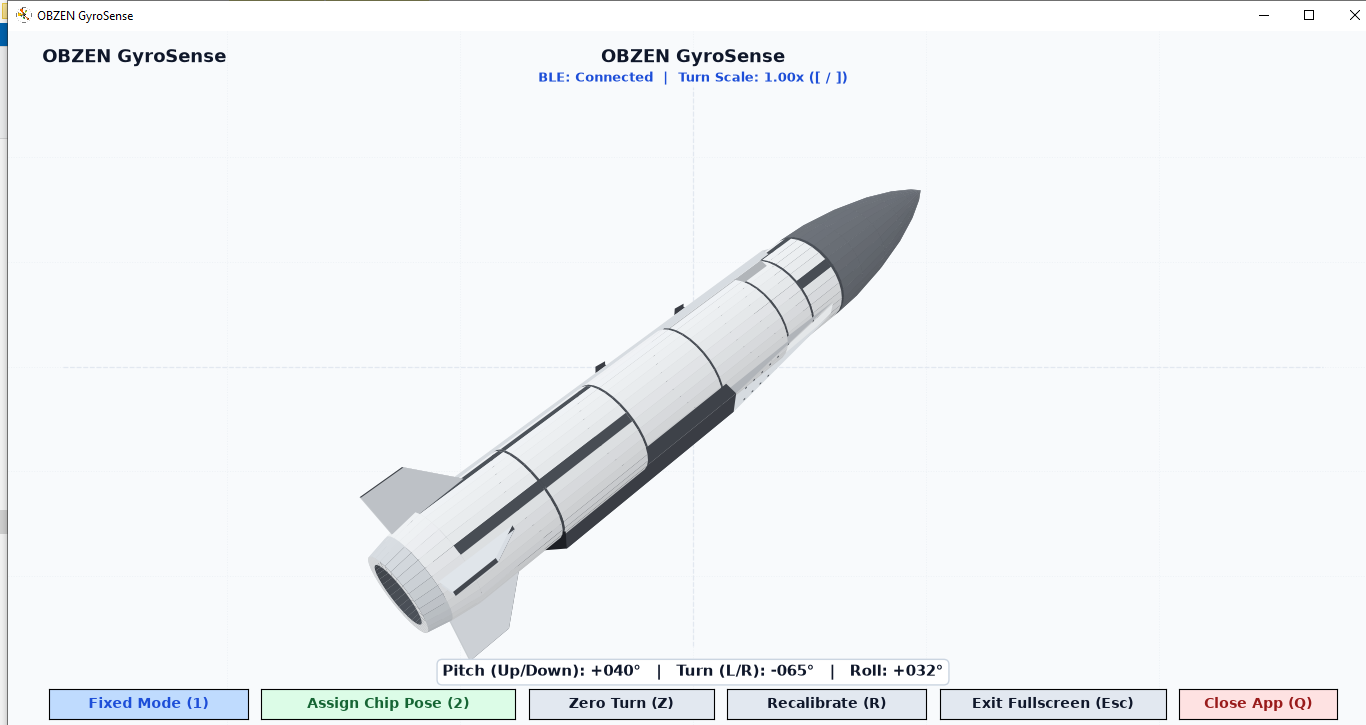 OBZEN GyroSense
OBZEN GyroSense
OBZEN GyroSense
BLE: Connected | Turn Scale: 1.00x ([ / ])
Pitch (Up/Down): +040° | Turn (L/R): -065° | Roll: +032°
Fixed Mode (1)
Assign Chip Pose (2)
Zero Turn (Z)
Recalibrate (R)
Exit Fullscreen (Esc)
Close App (Q)